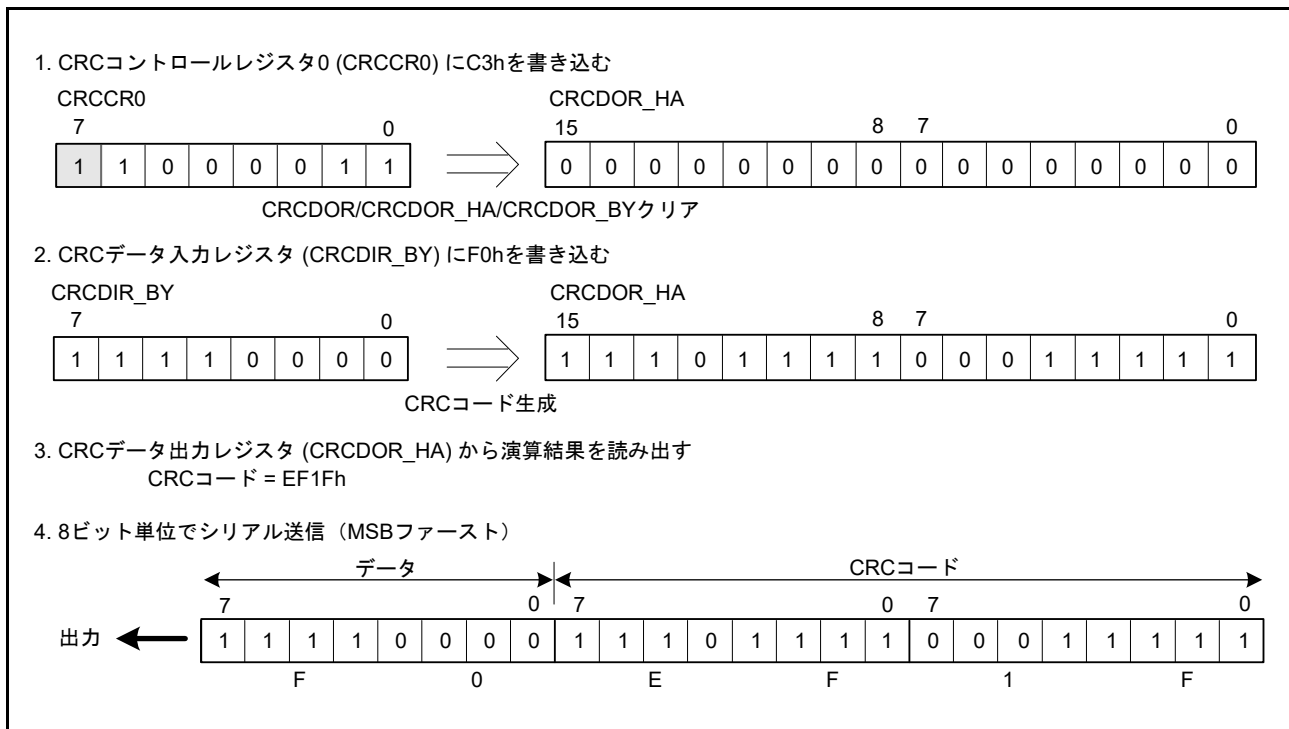 1. CRCコントロールレジスタ0 (CRCCR0) にC3hを書き込む
CRCCR0 CRCDOR_HA
7 0 15 8 7 0
1 1 0 0 0 0 1 1 0 0 0 0 0 0 0 0 0 0 0 0 0 0 0 0
CRCDOR/CRCDOR_HA/CRCDOR_BYクリア
2. CRCデータ入力レジスタ (CRCDIR_BY) にF0hを書き込む
CRCDIR_BY CRCDOR_HA
7 0 15 8 7 0
1 1 1 1 0 0 0 0 1 1 1 0 1 1 1 1 0 0 0 1 1 1 1 1
CRCコード生成
3. CRCデータ出力レジスタ (CRCDOR_HA) から演算結果を読み出す
CRCコード = EF1Fh
4. 8ビット単位でシリアル送信（MSBファースト）
データ CRCコード
7 0 7 0 7 0
出力 1 1 1 1 0 0 0 0 1 1 1 0 1 1 1 1 0 0 0 1 1 1 1 1
F 0 E F 1 F